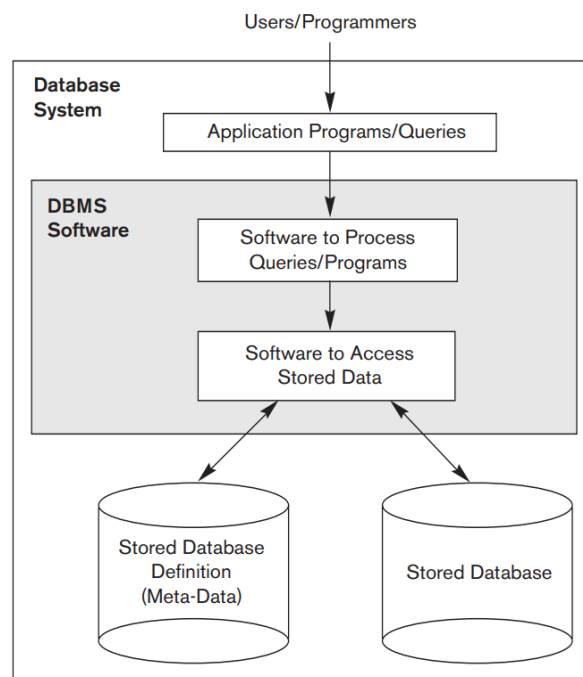 Users/Programmers
Database
System
Application Programs/Queries
DBMS
Software
Software to Process
Queries/Programs
Software to Access
Stored Data
Stored Database
Definition
(Meta-Data)
Stored Database